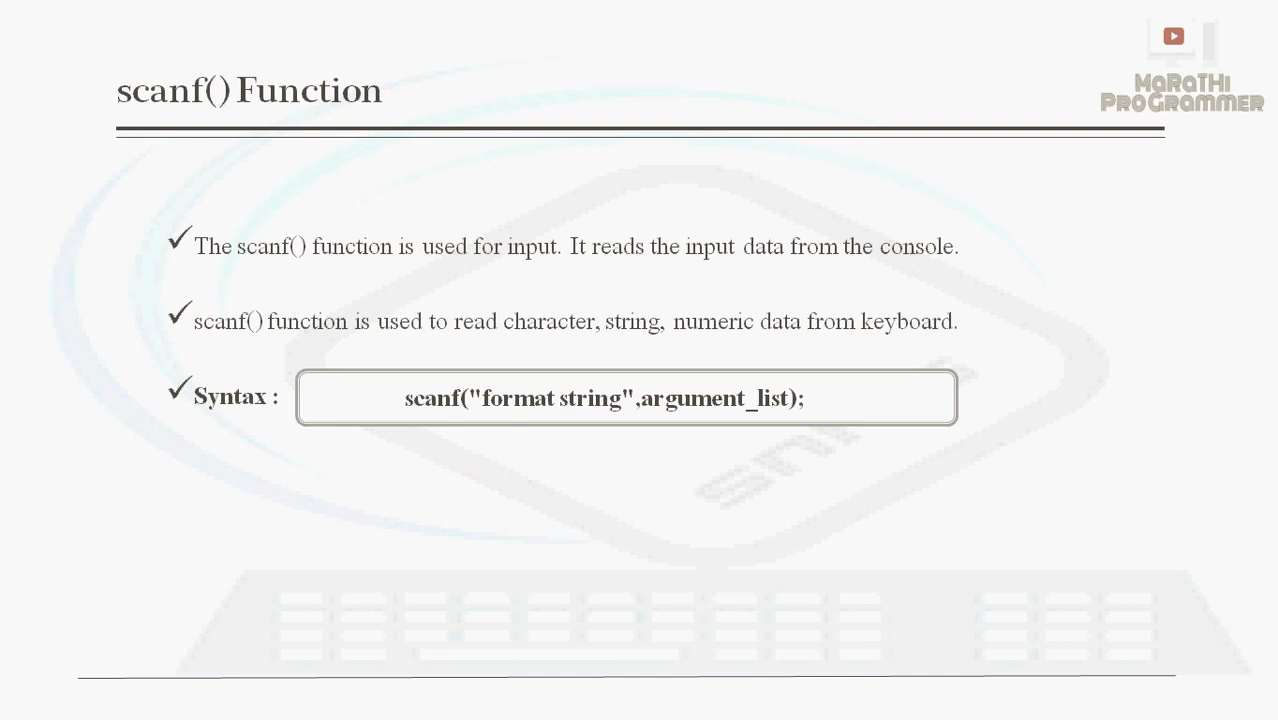 MaRaTHi
ProGrammer
scanf() Function
✓The scanf() function is used for input. It reads the input data from the console.
✓scanf() function is used to read character, string, numeric data from keyboard.
✓Syntax :
scanf("format string",argument_list);